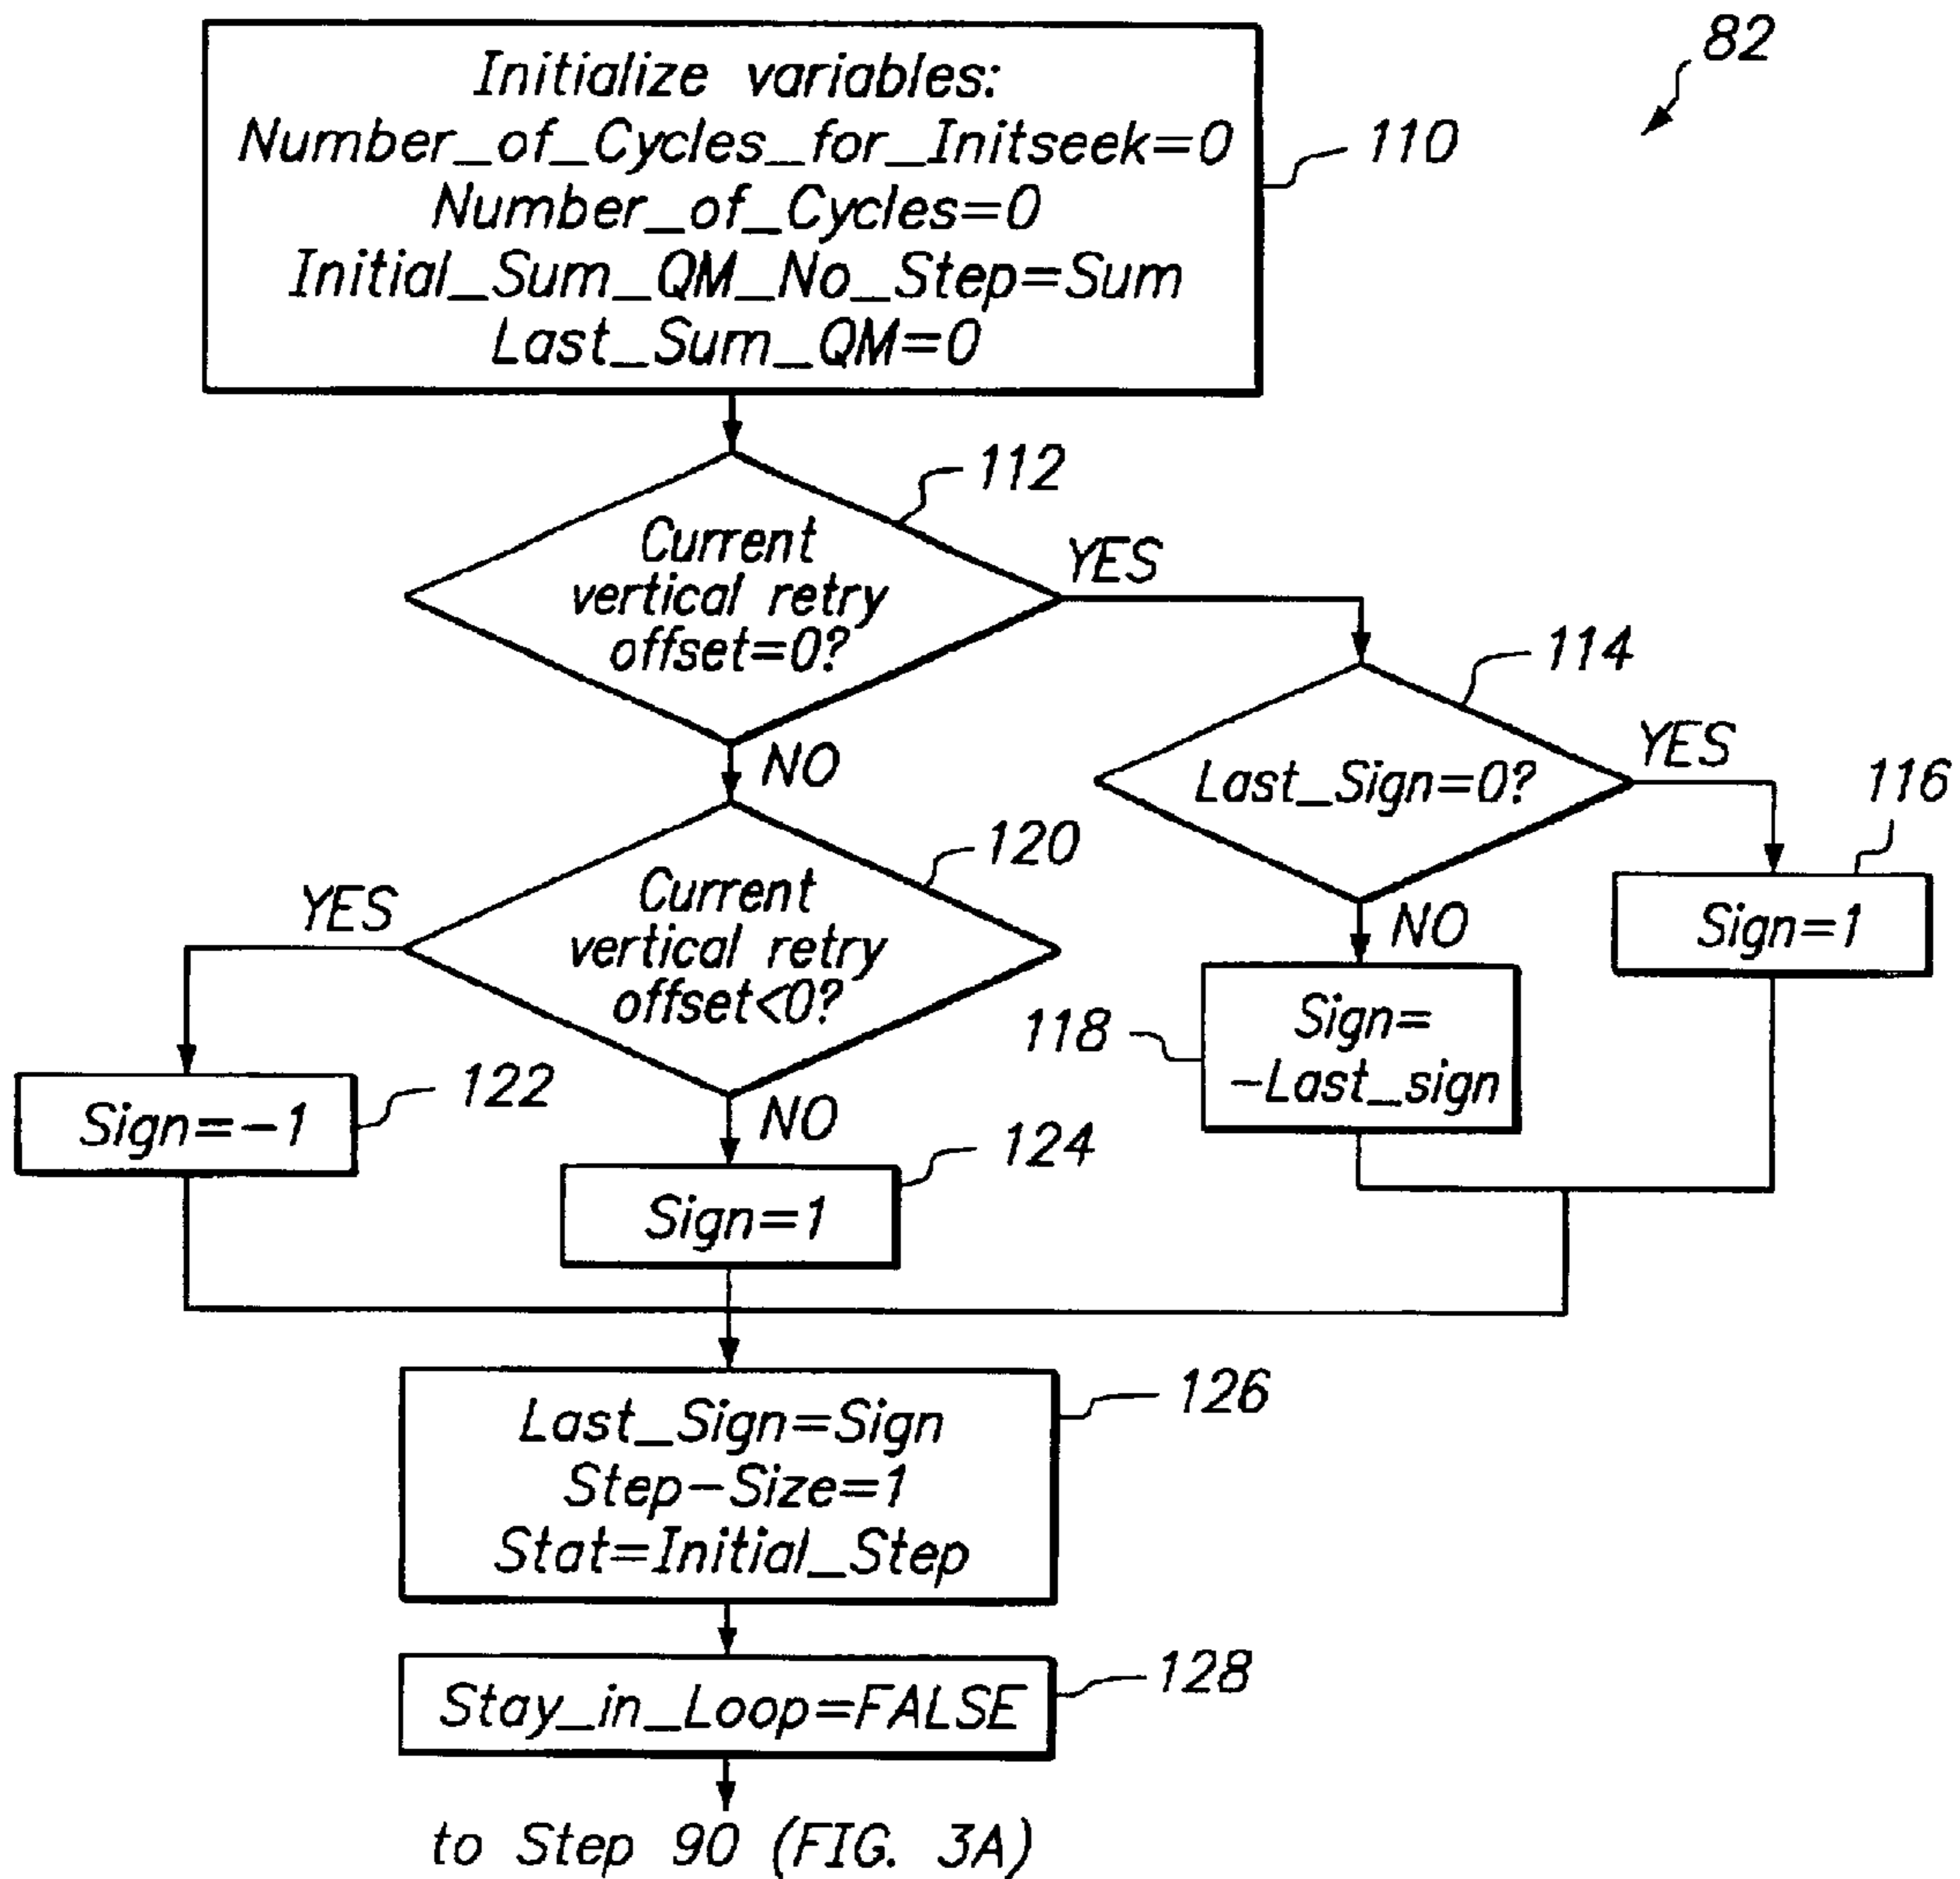 82
Initialize variables:
Number_of_Cycles_for_Initseek=0
Number_of_Cycles=0
Initial_Sum_QM_No_Step=Sum
Last_Sum_QM=0
110
112
Current
vertical retry
offset=0?
YES
NO
114
Last_Sign=0?
YES
NO
116
Sign=1
118
Sign=
-Last_sign
120
Current
vertical retry
offset<0?
YES
NO
122
Sign=-1
124
Sign=1
126
Last_Sign=Sign
Step-Size=1
Stat=Initial_Step
128
Stay_in_Loop=FALSE
to Step 90 (FIG. 3A)